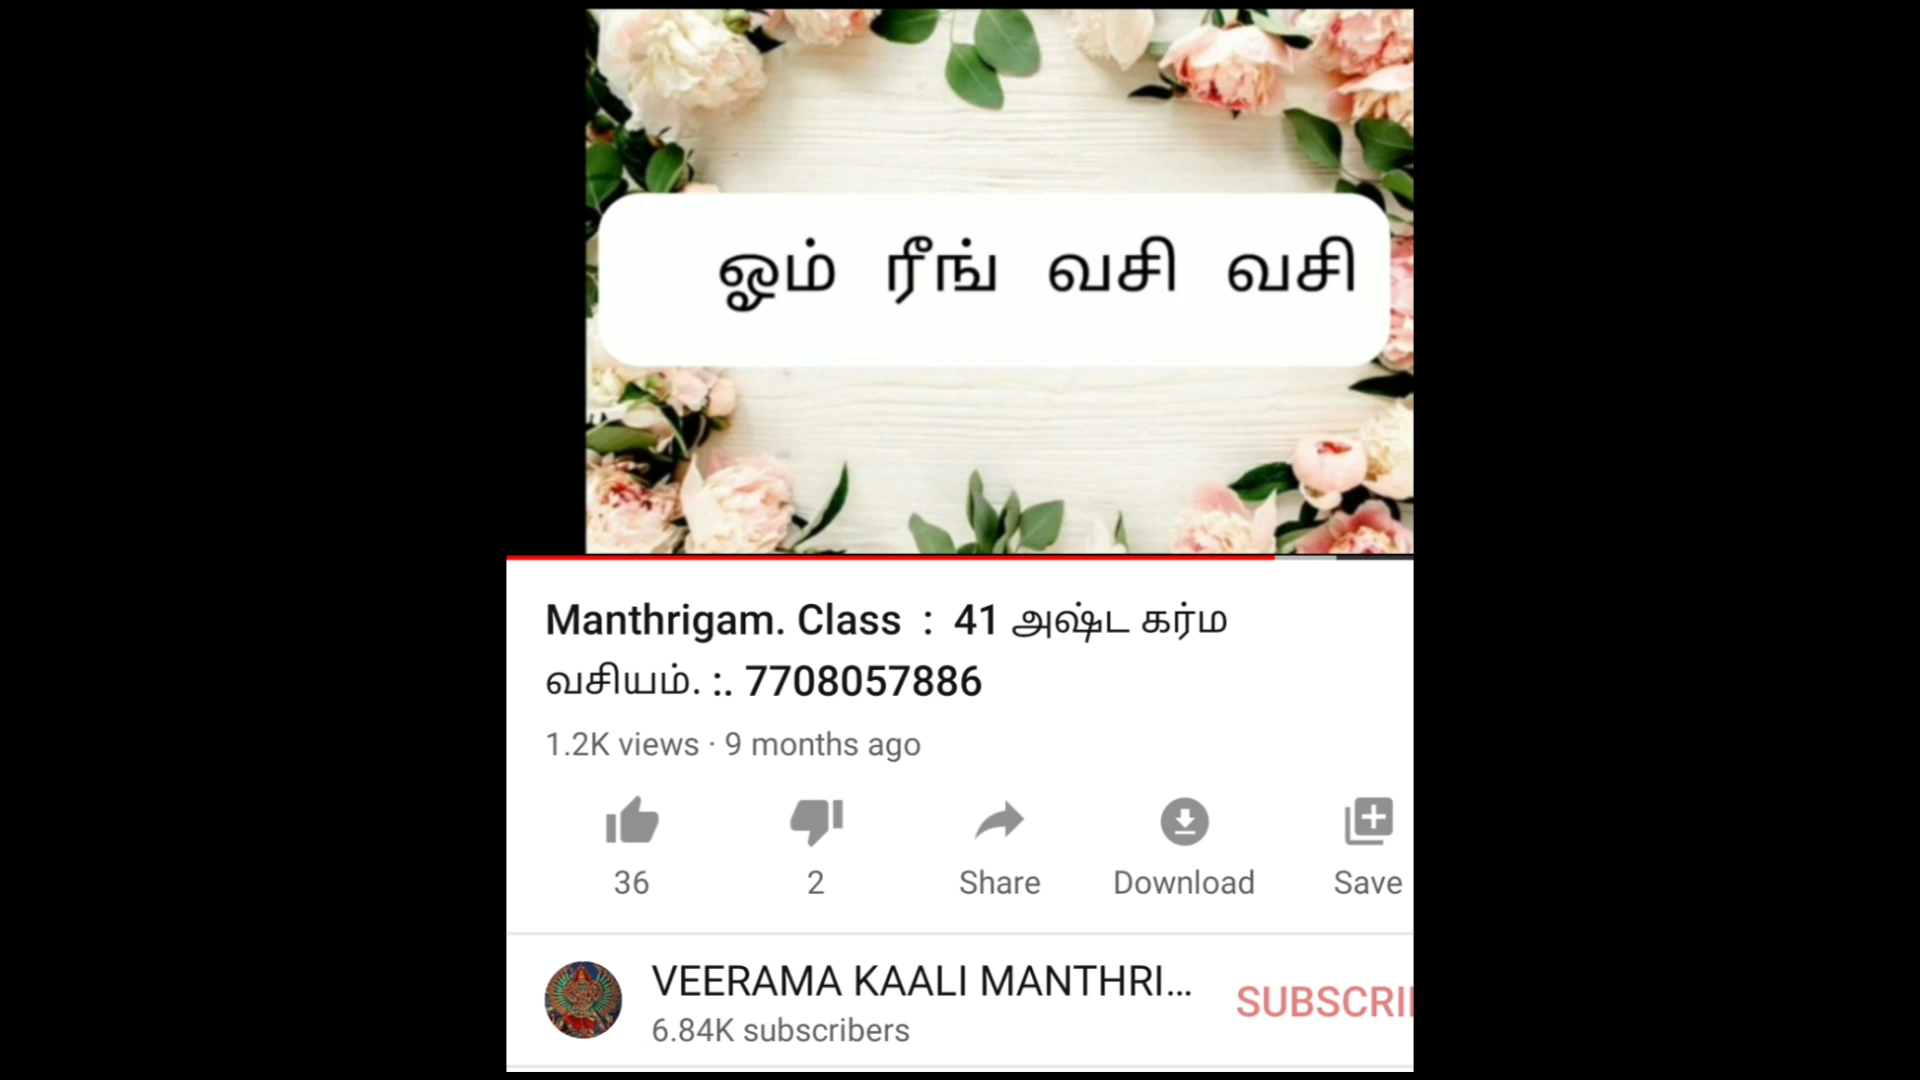 ஓம் ரீங் வசி வசி
Manthrigam. Class : 41 அஷ்ட கர்ம
வசியம். :. 7708057886
1.2K views · 9 months ago
36 2 Share Download Save
VEERAMA KAALI MANTHRI... SUBSCRI
6.84K subscribers